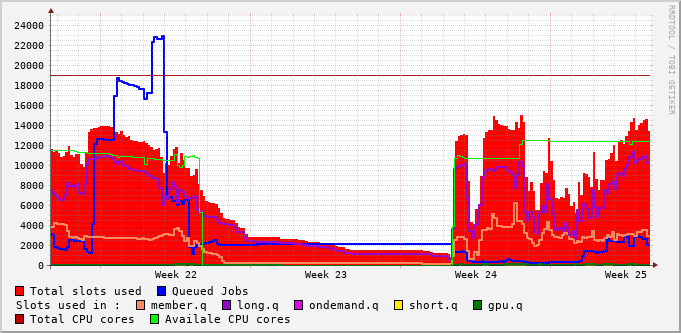 RRDTOOL / TOBI OETIKER
24000
22000
20000
18000
16000
14000
12000
10000
8000
6000
4000
2000
0
Week 22 Week 23 Week 24 Week 25
Total slots used Queued Jobs
Slots used in : member.q long.q ondemand.q short.q gpu.q
Total CPU cores Availale CPU cores